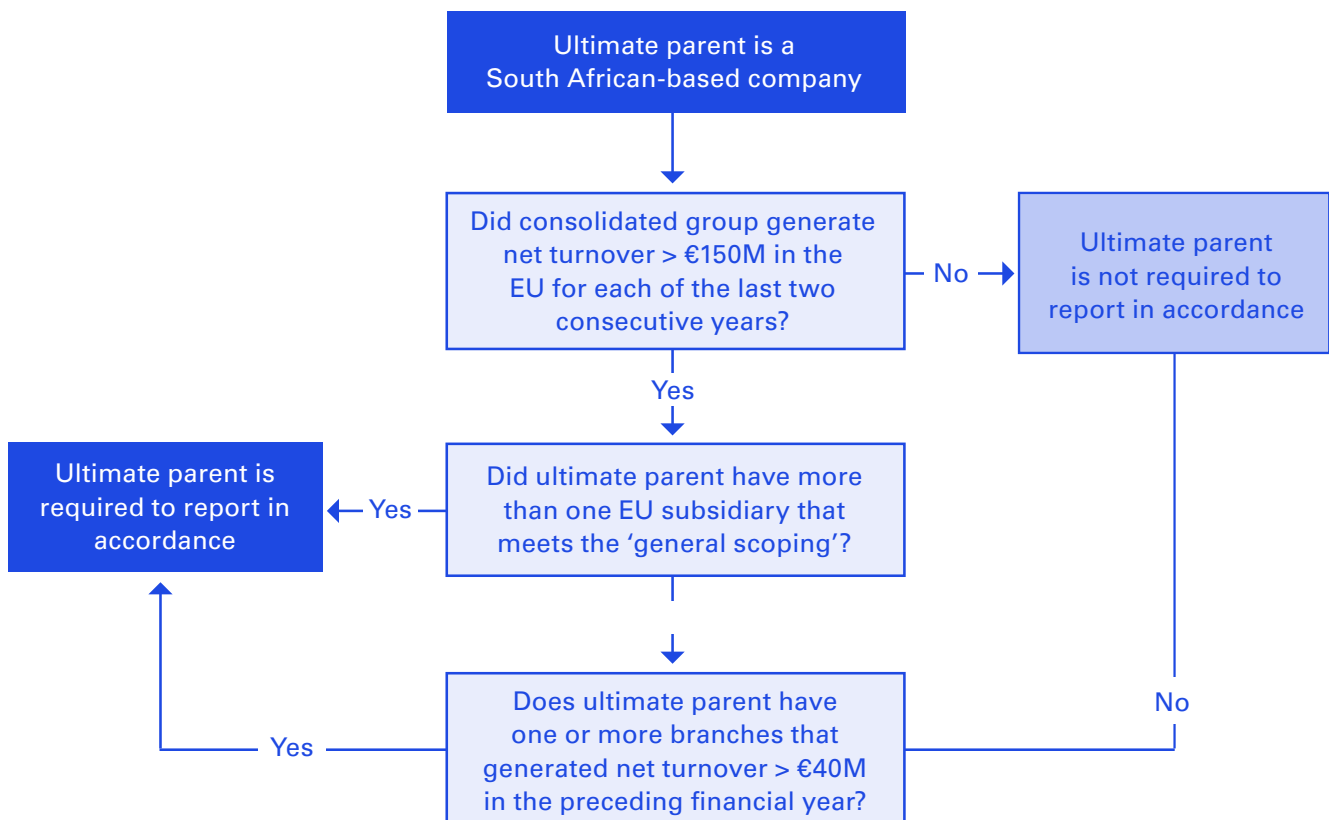 Ultimate parent is a
South African-based company
Did consolidated group generate
net turnover > €150M in the
EU for each of the last two
consecutive years?
No
Ultimate parent
is not required to
report in accordance
Yes
Ultimate parent is
required to report in
accordance
Yes
Did ultimate parent have more
than one EU subsidiary that
meets the ‘general scoping’?
Does ultimate parent have
one or more branches that
generated net turnover > €40M
in the preceding financial year?
Yes
No